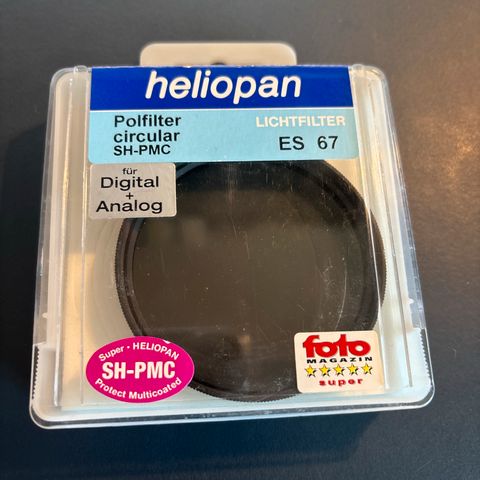 heliopan
Polfilter
circular
SH-PMC
LICHTFILTER
ES 67
für
Digital
+
Analog
Super · HELIOPAN
SH-PMC
Protect Multicoated
foto
MAGAZIN
super